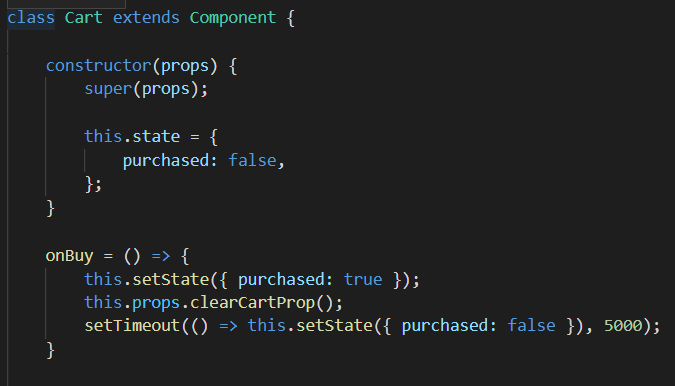 class Cart extends Component {
constructor(props) {
super(props);
this.state = {
purchased: false,
};
}
onBuy = () => {
this.setState({ purchased: true });
this.props.clearCartProp();
setTimeout(() => this.setState({ purchased: false }), 5000);
}